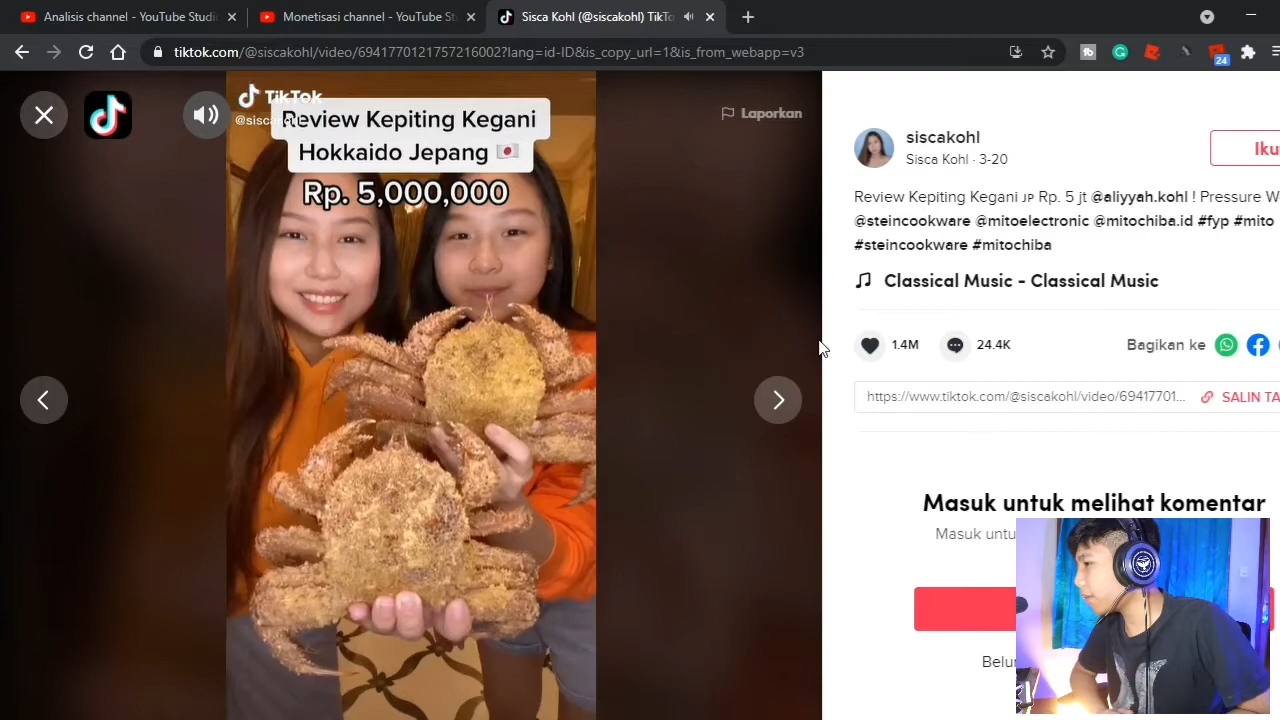 Analisis channel - YouTube Studi
Monetisasi channel - YouTube St
Sisca Kohl (@siscakohl) TikTo
tiktok.com/@siscakohl/video/6941770121757216002?lang=id-ID&is_copy_url=1&is_from_webapp=v3
24
TikTok
Review Kepiting Kegani
Hokkaido Jepang 🇯🇵
Rp. 5,000,000
Laporkan
siscakohl
Sisca Kohl · 3-20
Iku
Review Kepiting Kegani JP Rp. 5 jt @aliyyah.kohl ! Pressure W
@steincookware @mitoelectronic @mitochiba.id #fyp #mito
#steincookware #mitochiba
Classical Music - Classical Music
1.4M
24.4K
Bagikan ke
https://www.tiktok.com/@siscakohl/video/69417701...
SALIN TA
Masuk untuk melihat komentar
Masuk untu
Belu